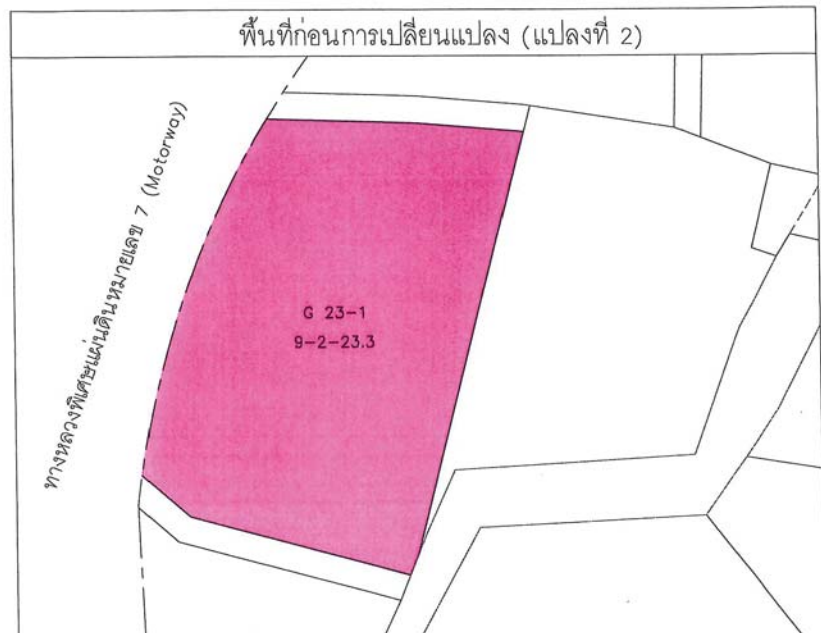 พื้นที่ก่อนการเปลี่ยนแปลง (แปลงที่ 2)
ทางหลวงพิเศษแผ่นดินหมายเลข 7 (Motorway)
G 23-1
9-2-23.3